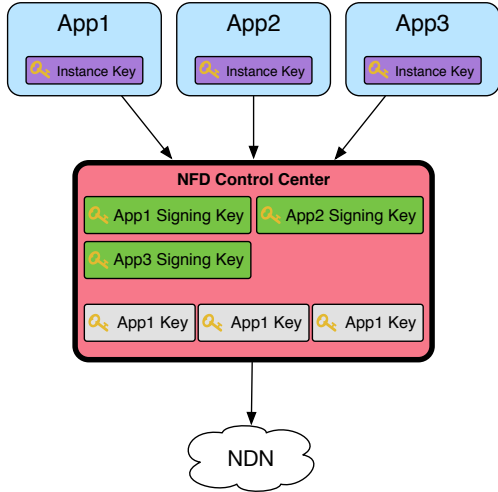 App1
App2
App3
Instance Key
Instance Key
Instance Key
NFD Control Center
App1 Signing Key
App2 Signing Key
App3 Signing Key
App1 Key
App1 Key
App1 Key
NDN